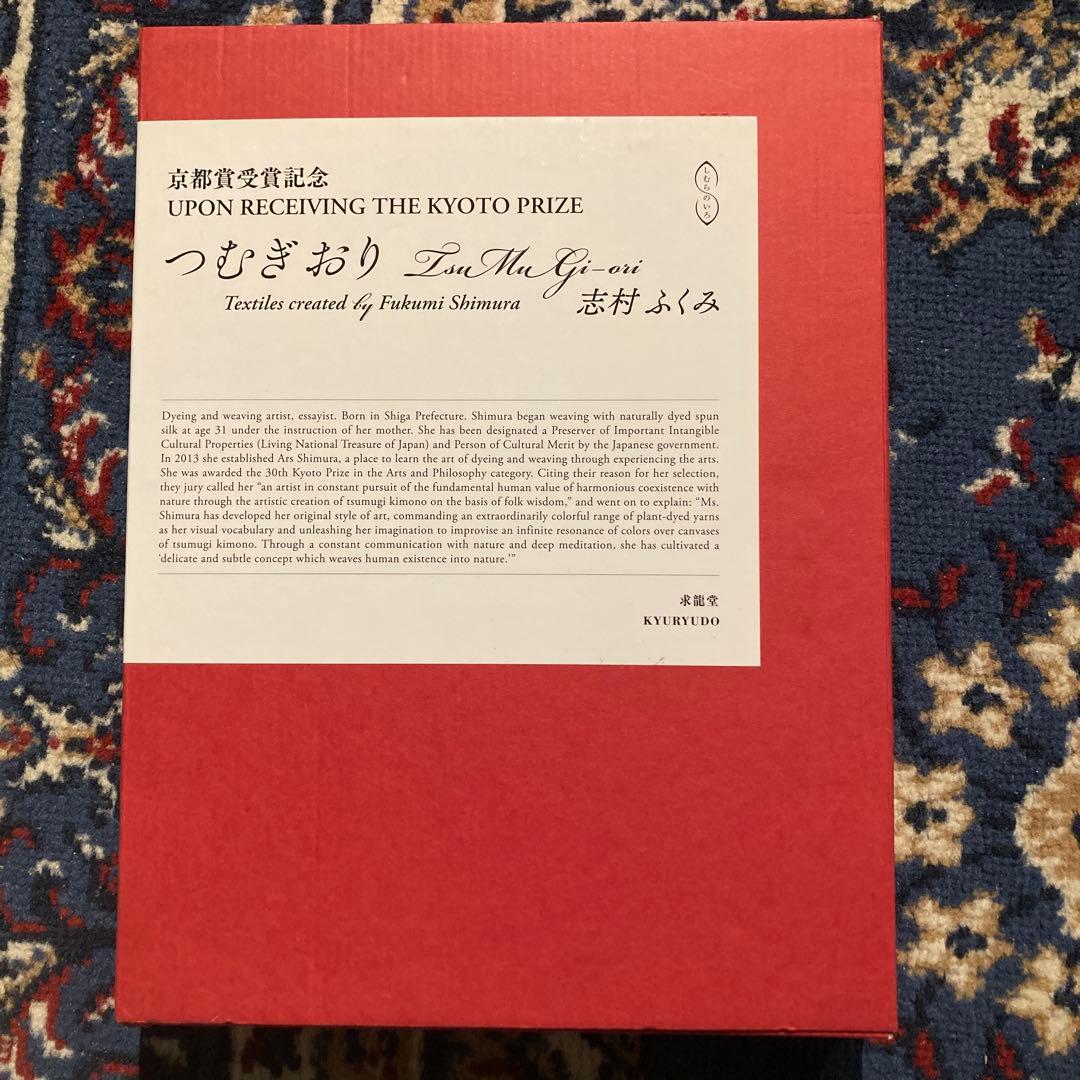 京都賞受賞記念
UPON RECEIVING THE KYOTO PRIZE
しむらのいろ
つむぎおり TsuMuGi-ori
Textiles created by Fukumi Shimura 志村ふくみ
Dyeing and weaving artist, essayist. Born in Shiga Prefecture. Shimura began weaving with naturally dyed spun
silk at age 31 under the instruction of her mother. She has been designated a Preserver of Important Intangible
Cultural Properties (Living National Treasure of Japan) and Person of Cultural Merit by the Japanese government.
In 2013 she established Ars Shimura, a place to learn the art of dyeing and weaving through experiencing the arts.
She was awarded the 30th Kyoto Prize in the Arts and Philosophy category. Citing their reason for her selection,
they jury called her “an artist in constant pursuit of the fundamental human value of harmonious coexistence with
nature through the artistic creation of tsumugi kimono on the basis of folk wisdom,” and went on to explain: “Ms.
Shimura has developed her original style of art, commanding an extraordinarily colorful range of plant-dyed yarns
as her visual vocabulary and unleashing her imagination to improvise an infinite resonance of colors over canvases
of tsumugi kimono. Through a constant communication with nature and deep meditation, she has cultivated a
‘delicate and subtle concept which weaves human existence into nature.’”
求龍堂
KYURYUDO